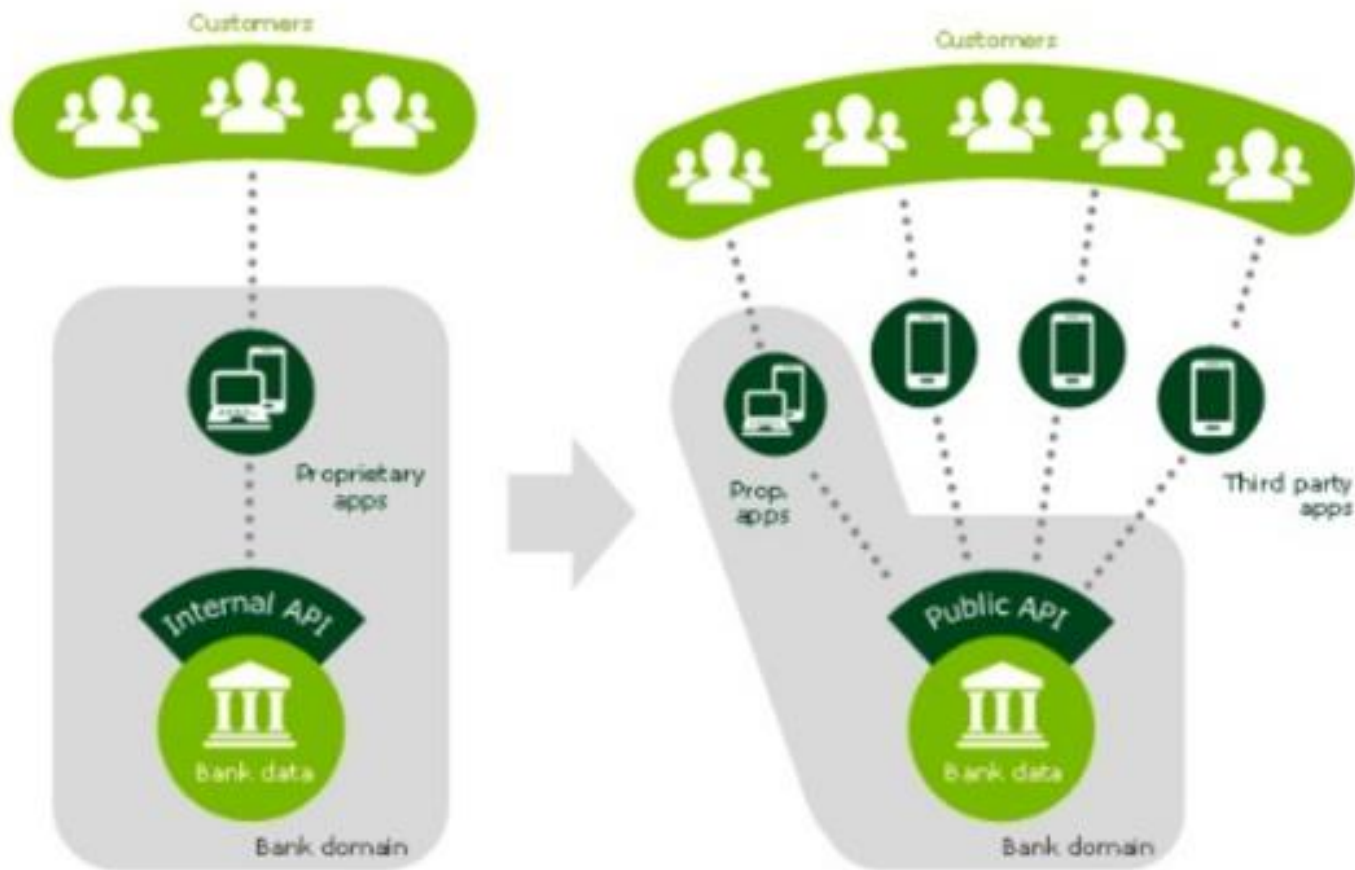 Customers
Proprietary
apps
Internal API
Bank data
Bank domain
Customers
Prop.
apps
Third party
apps
Public API
Bank data
Bank domain